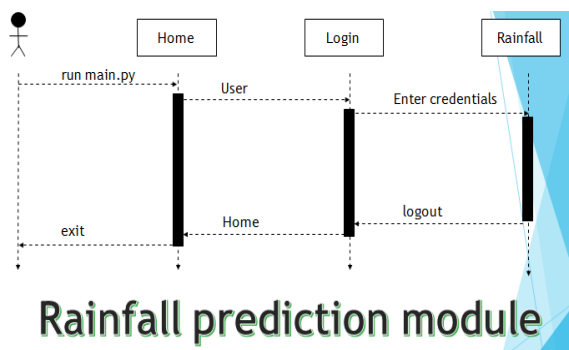 Home
Login
Rainfall
run main.py
User
Enter credentials
logout
Home
exit
Rainfall prediction module